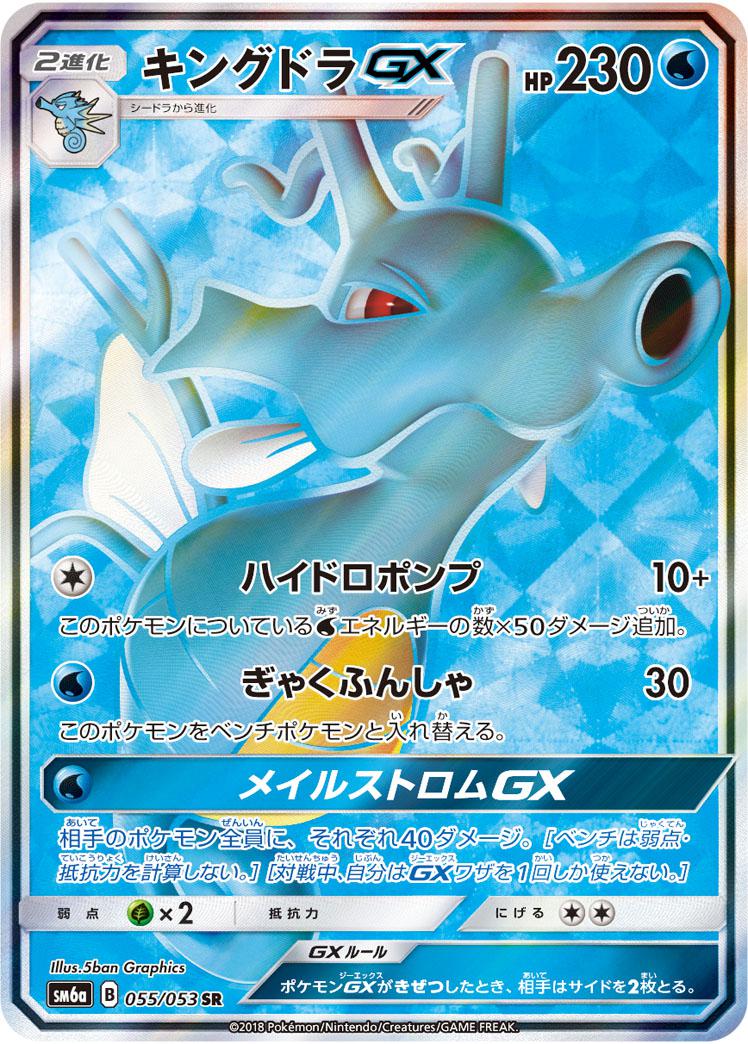 2進化 キングドラGX HP230
シードラから進化
ハイドロポンプ 10+
このポケモンについている水エネルギーの数×50ダメージ追加。
ぎゃくふんしゃ 30
このポケモンをベンチポケモンと入れ替える。
メイルストロムGX
相手のポケモン全員に、それぞれ40ダメージ。[ベンチは弱点・
抵抗力を計算しない。][対戦中、自分はGXワザを1回しか使えない。]
弱点 ×2 抵抗力 にげる
GXルール
ポケモンGXがきぜつしたとき、相手はサイドを2枚とる。
Illus.5ban Graphics
SM6a B 055/053 SR
©2018 Pokémon/Nintendo/Creatures/GAME FREAK.